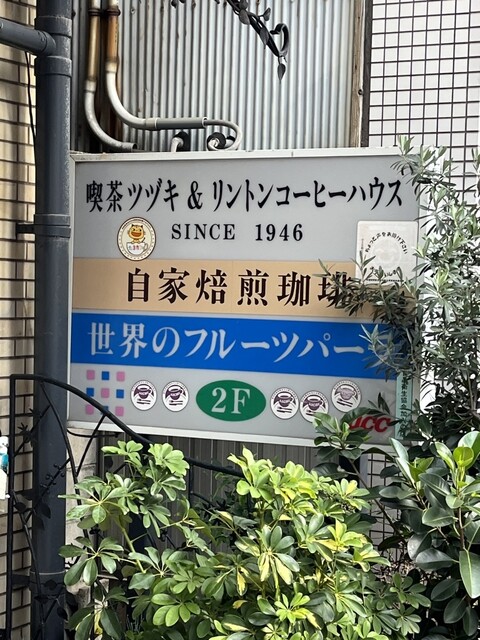 喫茶ツヅキ & リントンコーヒーハウス
SINCE 1946
自家焙煎珈
世界のフルーツパー
2F
UCC